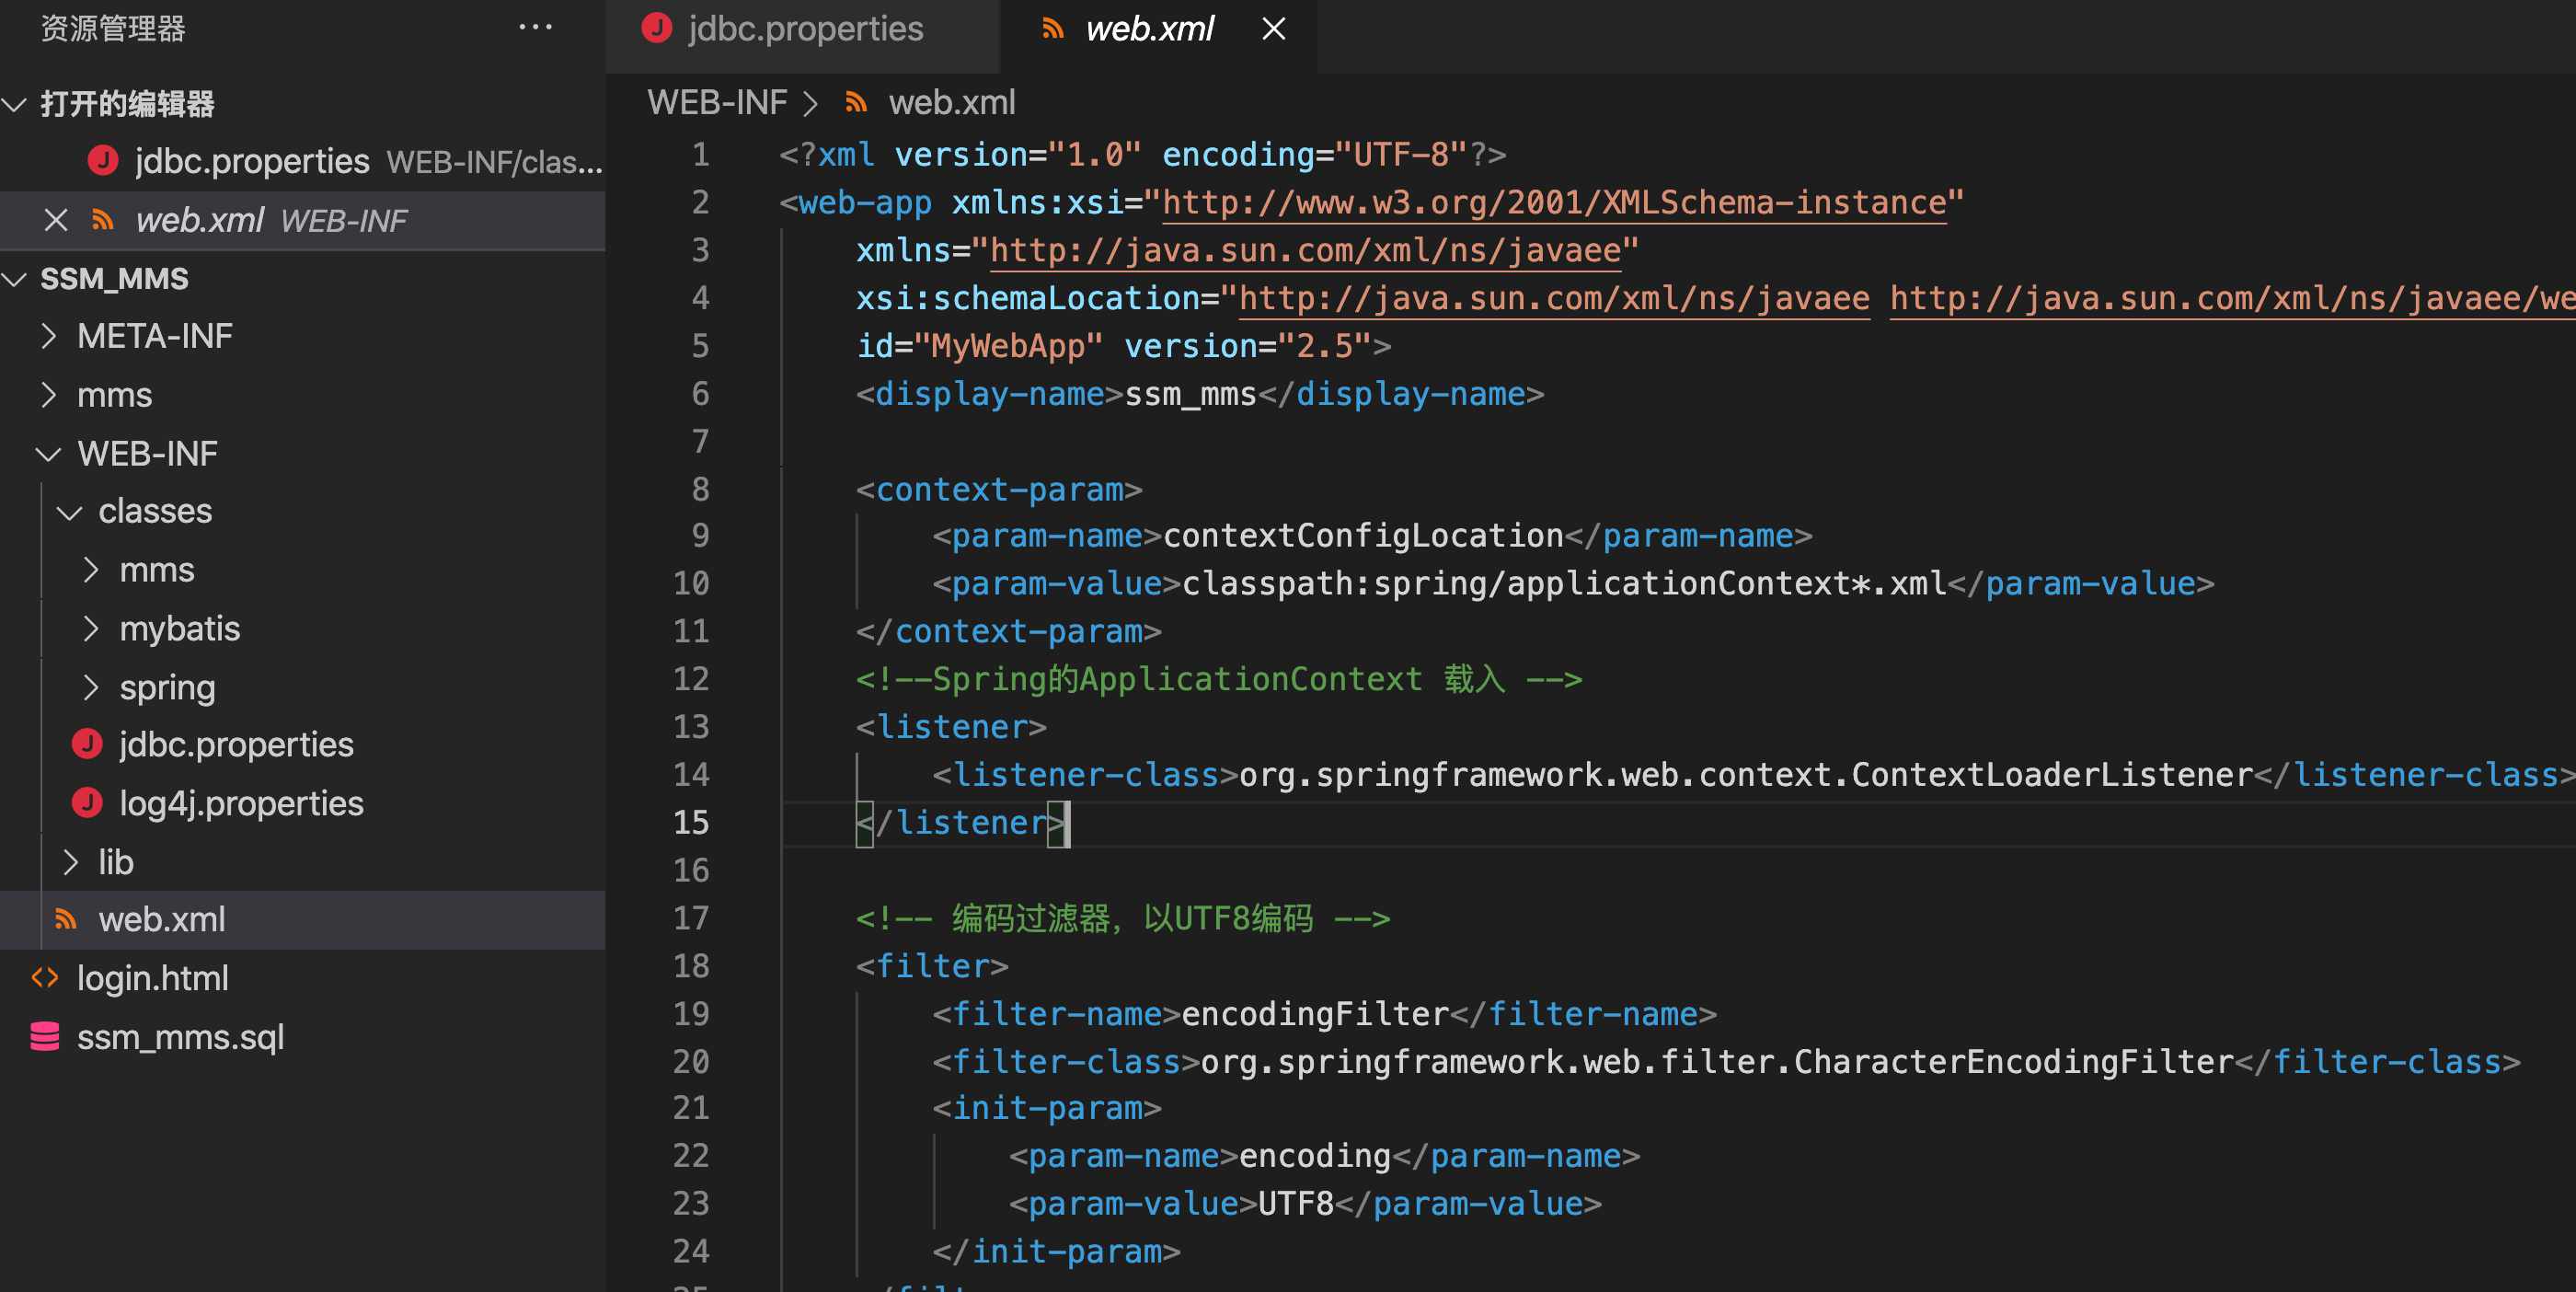 资源管理器
打开的编辑器
jdbc.properties WEB-INF/clas...
web.xml WEB-INF
SSM_MMS
META-INF
mms
WEB-INF
classes
mms
mybatis
spring
jdbc.properties
log4j.properties
lib
web.xml
login.html
ssm_mms.sql
jdbc.properties
web.xml
WEB-INF > web.xml
1 <?xml version="1.0" encoding="UTF-8"?>
2 <web-app xmlns:xsi="http://www.w3.org/2001/XMLSchema-instance"
3 xmlns="http://java.sun.com/xml/ns/javaee"
4 xsi:schemaLocation="http://java.sun.com/xml/ns/javaee http://java.sun.com/xml/ns/javaee/we
5 id="MyWebApp" version="2.5">
6 <display-name>ssm_mms</display-name>
7
8 <context-param>
9 <param-name>contextConfigLocation</param-name>
10 <param-value>classpath:spring/applicationContext*.xml</param-value>
11 </context-param>
12 <!--Spring的ApplicationContext 载入 -->
13 <listener>
14 <listener-class>org.springframework.web.context.ContextLoaderListener</listener-class>
15 </listener>
16
17 <!-- 编码过滤器，以UTF8编码 -->
18 <filter>
19 <filter-name>encodingFilter</filter-name>
20 <filter-class>org.springframework.web.filter.CharacterEncodingFilter</filter-class>
21 <init-param>
22 <param-name>encoding</param-name>
23 <param-value>UTF8</param-value>
24 </init-param>